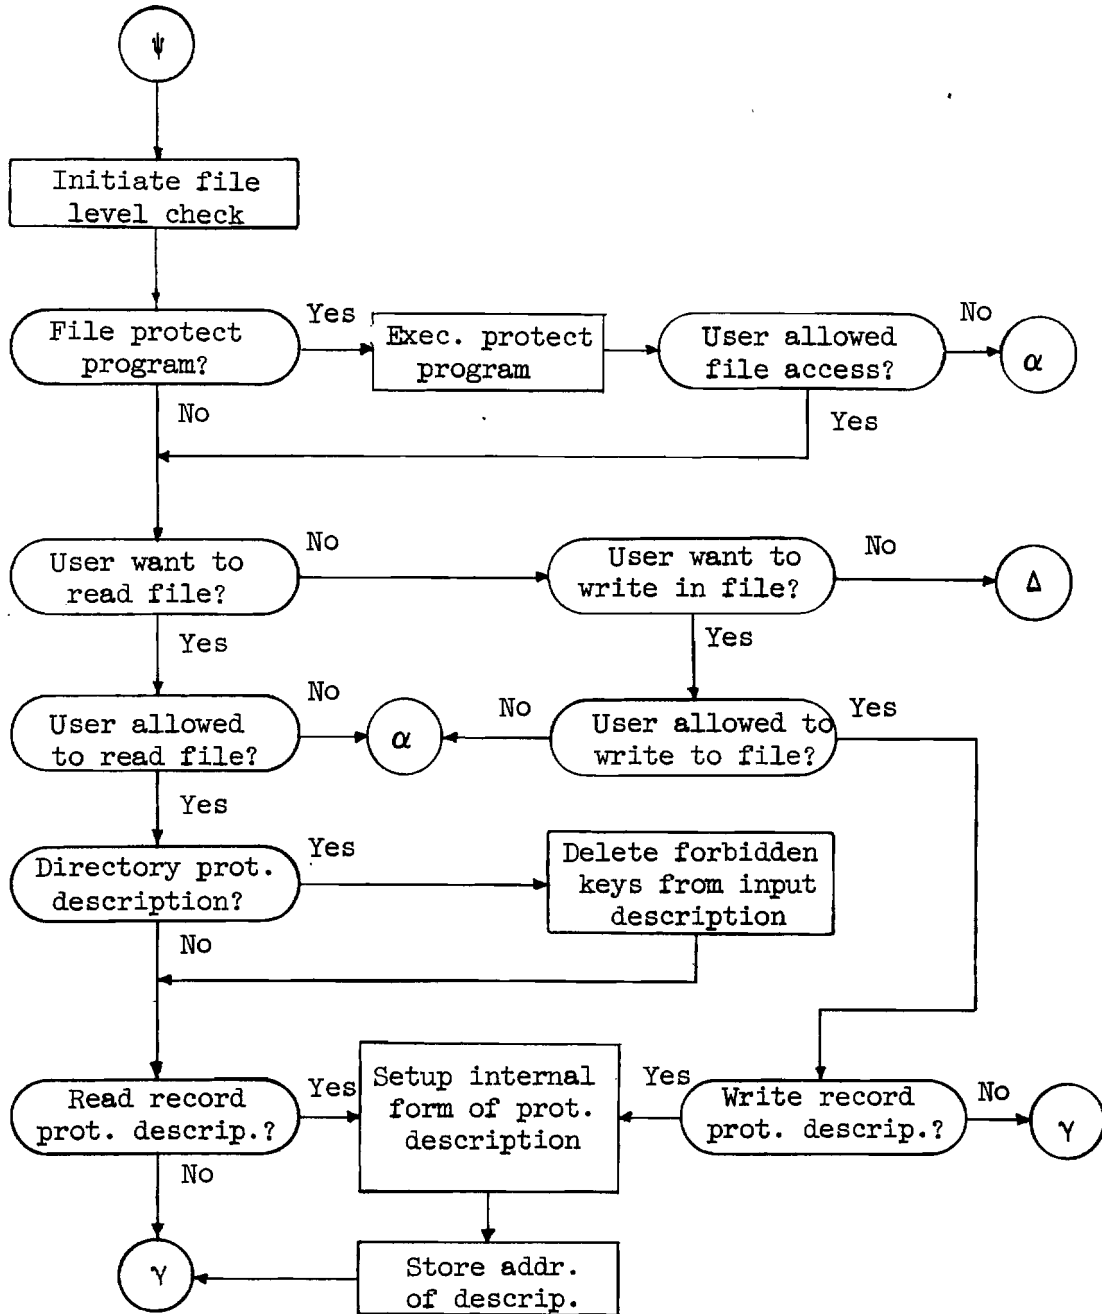 ψ
Initiate file
level check
File protect
program?
Yes
Exec. protect
program
User allowed
file access?
No
α
No
Yes
User want to
read file?
No
User want to
write in file?
No
Δ
Yes
Yes
User allowed
to read file?
No
α
No
User allowed to
write to file?
Yes
Yes
Directory prot.
description?
Yes
Delete forbidden
keys from input
description
No
Read record
prot. descrip.?
Yes
Setup internal
form of prot.
description
Yes
Write record
prot. descrip.?
No
γ
No
γ
Store addr.
of descrip.